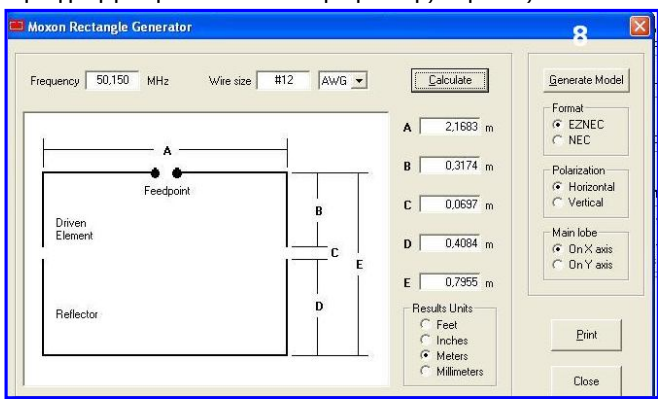 Moxon Rectangle Generator
8
Frequency 50,150 MHz Wire size #12 AWG Calculate Generate Model
A
Feedpoint
Driven
Element
B
C
E
D
Reflector
A 2,1683 m
B 0,3174 m
C 0,0697 m
D 0,4084 m
E 0,7955 m
Results Units
Feet
Inches
Meters
Millimeters
Format
EZNEC
NEC
Polarization
Horizontal
Vertical
Main lobe
On X axis
On Y axis
Print
Close